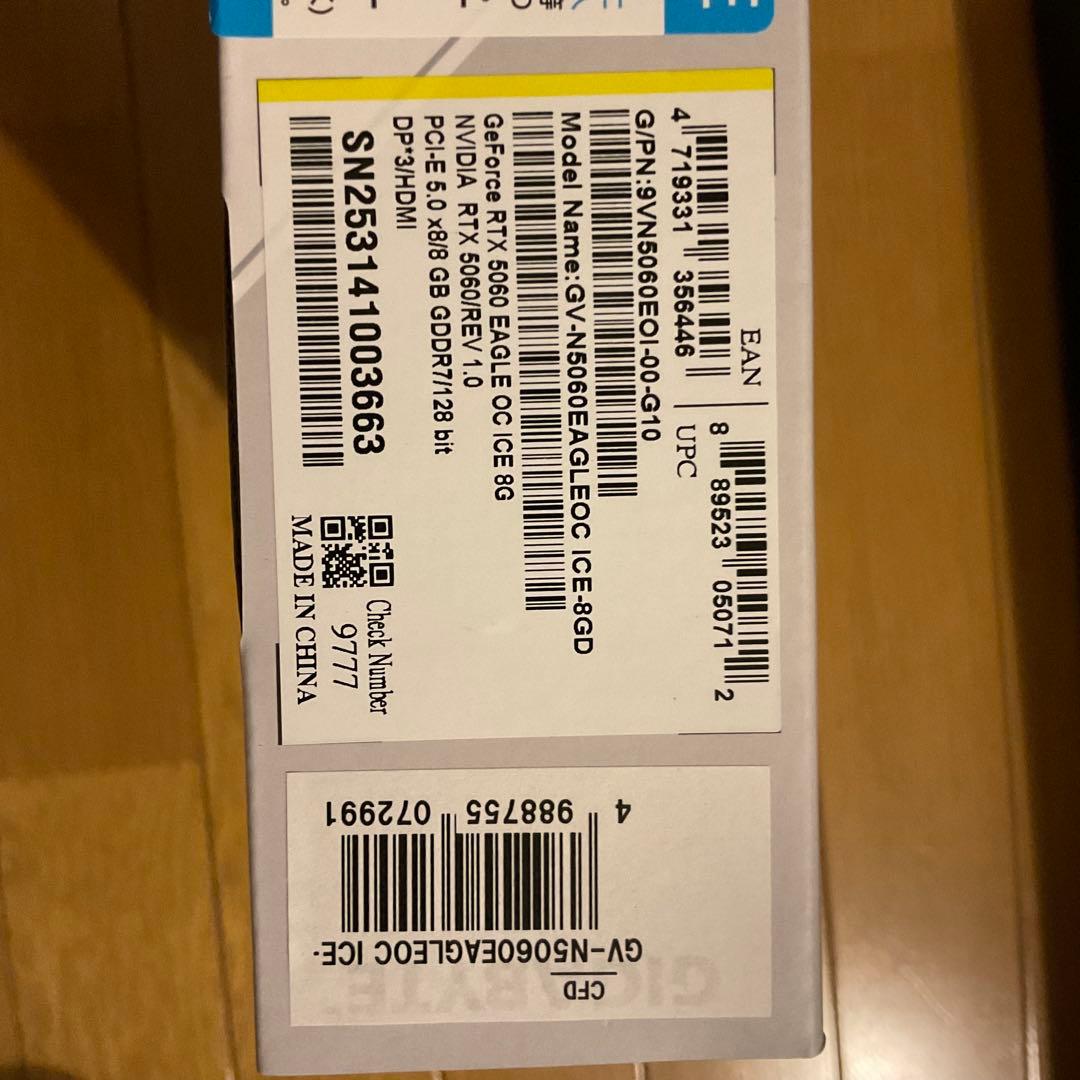 EAN
4 719331 356446
UPC
8 89523 05071 2
G/PN:9VN5060EOI-00-G10
Model Name:GV-N5060EAGLEOC ICE-8GD
GeForce RTX 5060 EAGLE OC ICE 8G
NVIDIA RTX 5060/REV 1.0
PCI-E 5.0 x8/8 GB GDDR7/128 bit
DP*3/HDMI
SN253141003663
Check Number
9777
MADE IN CHINA
CFD
GV-N5060EAGLEOC ICE-
4 988755 072991
GIGABYTE